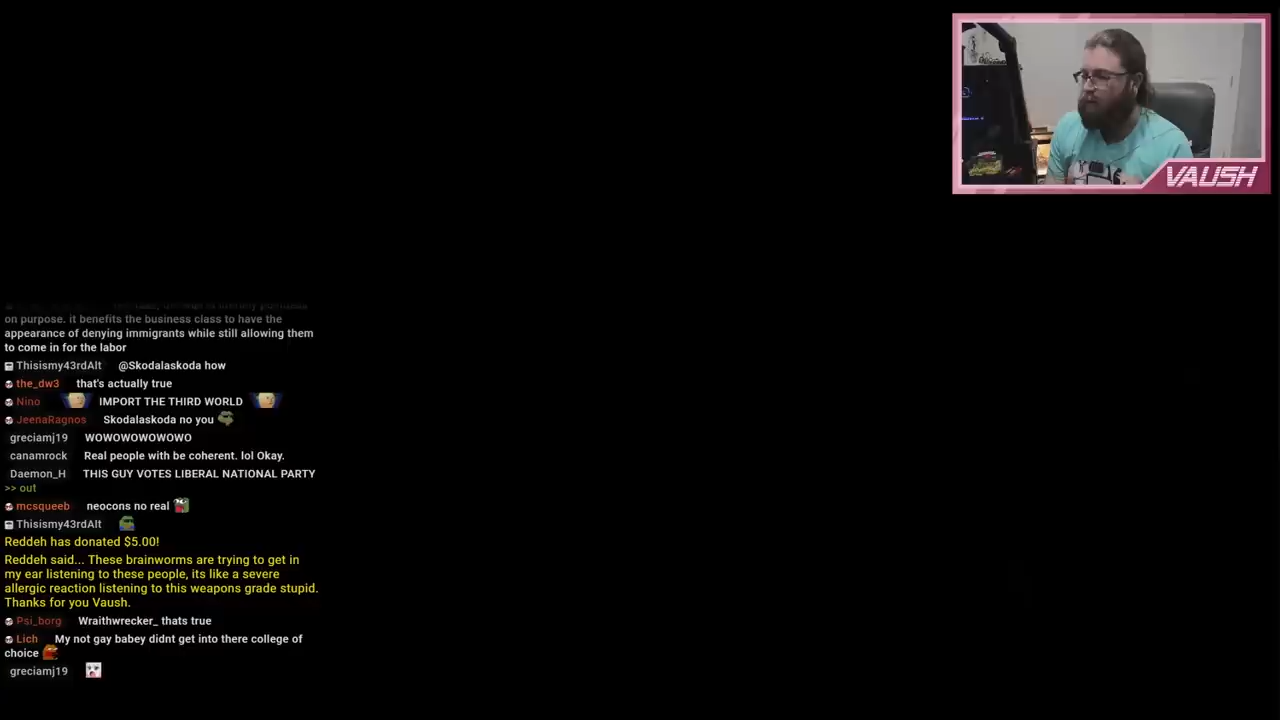 VAUSH
on purpose. it benefits the business class to have the
appearance of denying immigrants while still allowing them
to come in for the labor
Thisismy43rdAlt @Skodalaskoda how
the_dw3 that's actually true
Nino IMPORT THE THIRD WORLD
JeenaRagnos Skodalaskoda no you
greciamj19 WOWOWOWOWOWO
canamrock Real people with be coherent. lol Okay.
Daemon_H THIS GUY VOTES LIBERAL NATIONAL PARTY
>> out
mcsqueeb neocons no real
Thisismy43rdAlt
Reddeh has donated $5.00!
Reddeh said... These brainworms are trying to get in
my ear listening to these people, its like a severe
allergic reaction listening to this weapons grade stupid.
Thanks for you Vaush.
Psi_borg Wraithwrecker_ thats true
Lich My not gay babey didnt get into there college of
choice
greciamj19